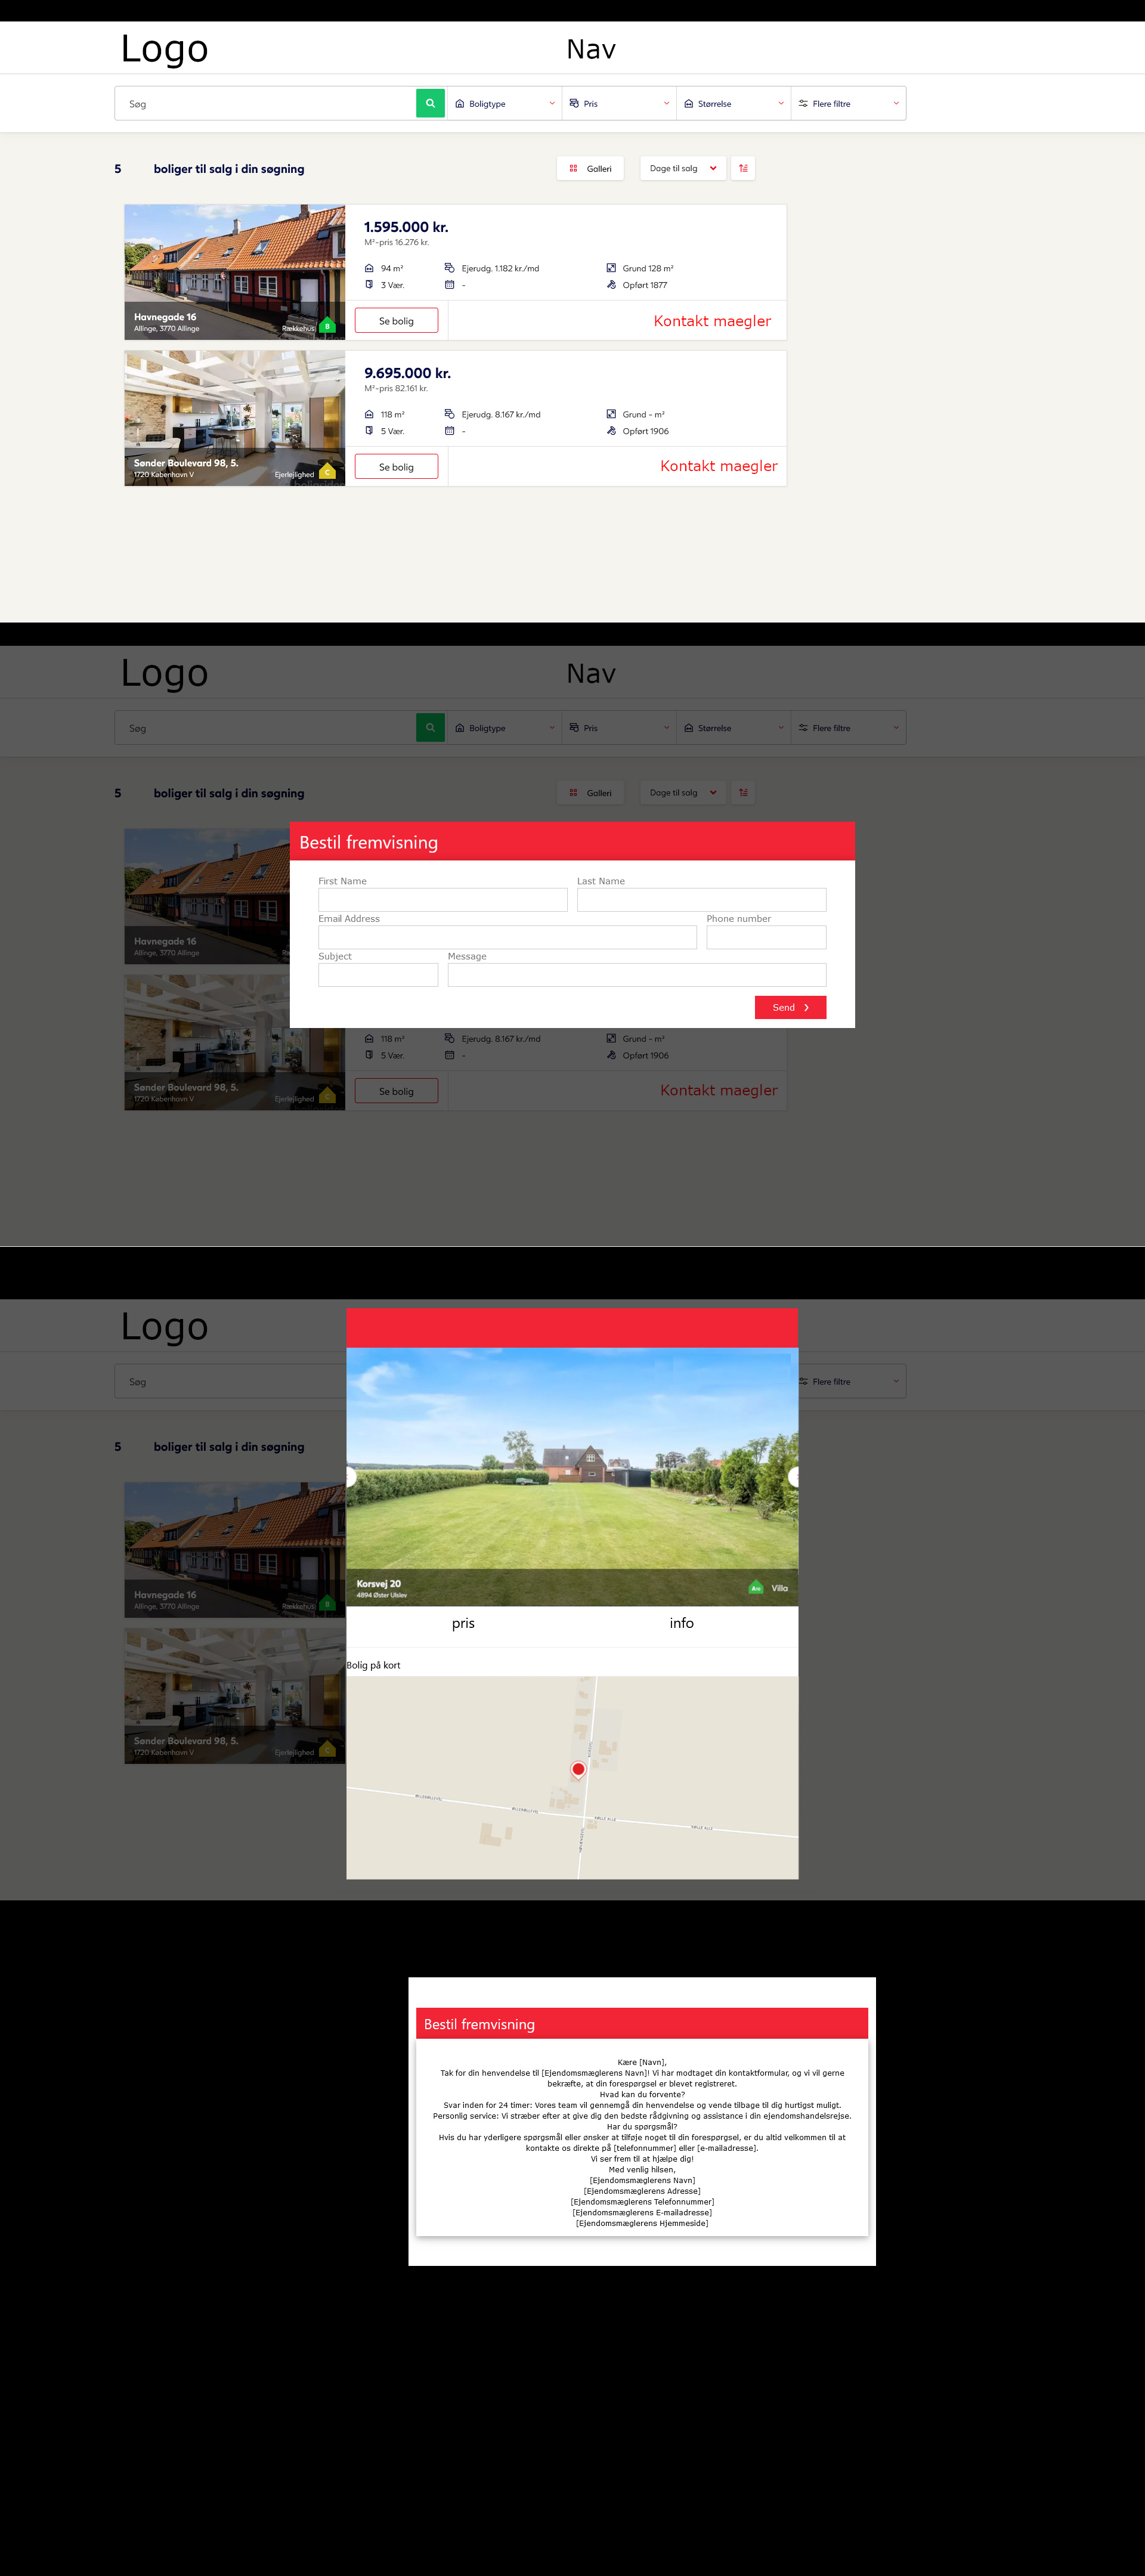 Logo
Nav
Søg
Boligtype
Pris
Størrelse
Flere filtre
5 boliger til salg i din søgning
Galleri
Dage til salg
1.595.000 kr.
M²-pris 16.276 kr.
94 m²
Ejerudg. 1.182 kr./md
Grund 128 m²
3 Vær.
-
Opført 1877
Havnegade 16
Allinge, 3770 Allinge
Rækkehus
B
Se bolig
Kontakt maegler
9.695.000 kr.
M²-pris 82.161 kr.
118 m²
Ejerudg. 8.167 kr./md
Grund - m²
5 Vær.
-
Opført 1906
Sønder Boulevard 98, 5.
1720 København V
Ejerlejlighed
C
Se bolig
Kontakt maegler
Logo
Nav
Søg
Boligtype
Pris
Størrelse
Flere filtre
5 boliger til salg i din søgning
Galleri
Dage til salg
Bestil fremvisning
First Name
Last Name
Email Address
Phone number
Subject
Message
Send
Havnegade 16
Allinge, 3770 Allinge
118 m²
Ejerudg. 8.167 kr./md
Grund - m²
5 Vær.
-
Opført 1906
Sønder Boulevard 98, 5.
1720 København V
Ejerlejlighed
C
Se bolig
Kontakt maegler
Logo
Søg
Flere filtre
5 boliger til salg i din søgning
Havnegade 16
Allinge, 3770 Allinge
Rækkehus
B
Sønder Boulevard 98, 5.
1720 København V
Ejerlejlighed
C
Korsvej 20
4894 Øster Ulslev
Villa
pris
info
Bolig på kort
Bestil fremvisning
Kære [Navn],
Tak for din henvendelse til [Ejendomsmæglerens Navn]! Vi har modtaget din kontaktformular, og vi vil gerne
bekræfte, at din forespørgsel er blevet registreret.
Hvad kan du forvente?
Svar inden for 24 timer: Vores team vil gennemgå din henvendelse og vende tilbage til dig hurtigst muligt.
Personlig service: Vi stræber efter at give dig den bedste rådgivning og assistance i din ejendomshandelsrejse.
Har du spørgsmål?
Hvis du har yderligere spørgsmål eller ønsker at tilføje noget til din forespørgsel, er du altid velkommen til at
kontakte os direkte på [telefonnummer] eller [e-mailadresse].
Vi ser frem til at hjælpe dig!
Med venlig hilsen,
[Ejendomsmæglerens Navn]
[Ejendomsmæglerens Adresse]
[Ejendomsmæglerens Telefonnummer]
[Ejendomsmæglerens E-mailadresse]
[Ejendomsmæglerens Hjemmeside]